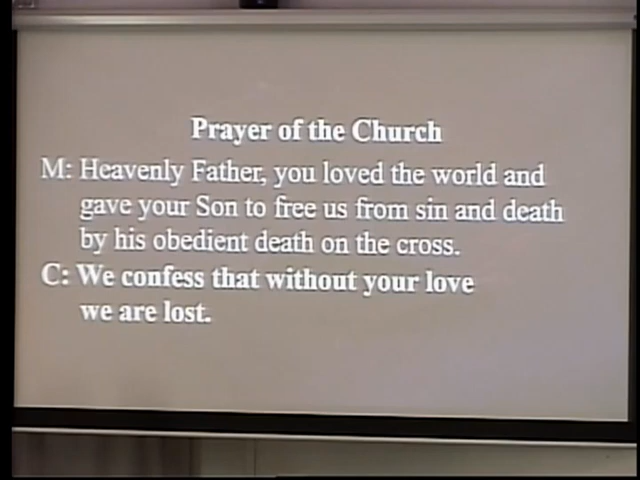 Prayer of the Church
M: Heavenly Father, you loved the world and
gave your Son to free us from sin and death
by his obedient death on the cross.
C: We confess that without your love
we are lost.